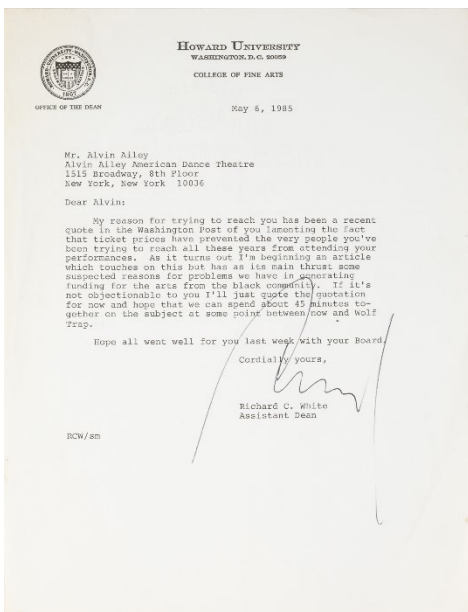 HOWARD UNIVERSITY
WASHINGTON, D.C. 20059
COLLEGE OF FINE ARTS
1867
OFFICE OF THE DEAN
May 6, 1985
Mr. Alvin Ailey
Alvin Ailey American Dance Theatre
1515 Broadway, 8th Floor
New York, New York 10036
Dear Alvin:
My reason for trying to reach you has been a recent
quote in the Washington Post of you lamenting the fact
that ticket prices have prevented the very people you've
been trying to reach all these years from attending your
performances. As it turns out I'm beginning an article
which touches on this but has as its main thrust some
suspected reasons for problems we have in generating
funding for the arts from the black community. If it's
not objectionable to you I'll just quote the quotation
for now and hope that we can spend about 45 minutes to-
gether on the subject at some point between now and Wolf
Trap.
Hope all went well for you last week with your Board.
Cordially yours,
Richard C. White
Assistant Dean
RCW/sm